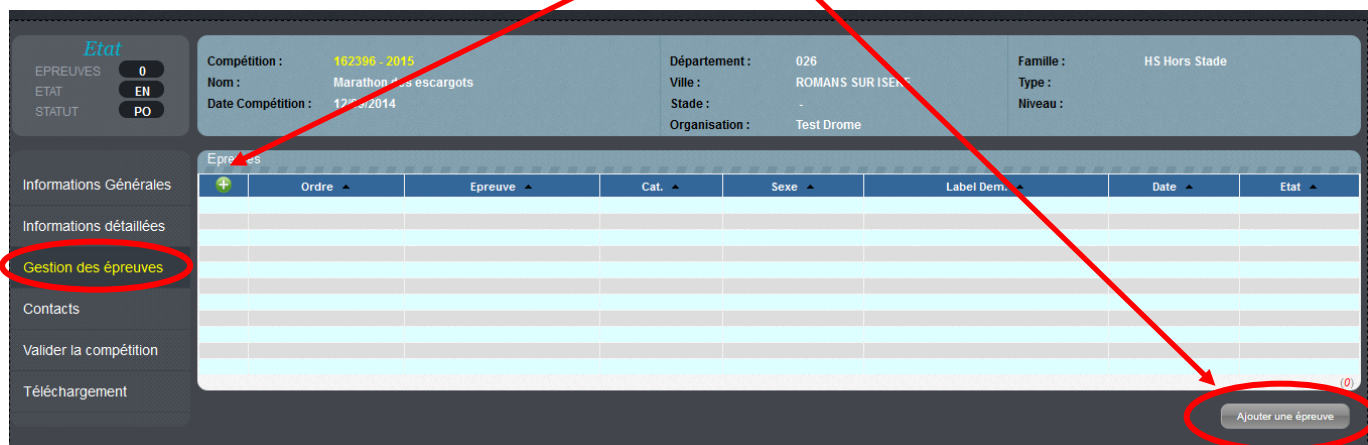 Etat
EPREUVES 0
ETAT EN
STATUT PO
Compétition : 162396 - 2015
Nom : Marathon des escargots
Date Compétition :
Département : 026
Ville : ROMANS SUR ISERE
Stade : -
Organisation : Test Drome
Famille : HS Hors Stade
Type :
Niveau :
Informations Générales
Informations détaillées
Gestion des épreuves
Contacts
Valider la compétition
Téléchargement
Epreuves
Ordre Epreuve Cat. Sexe Label Dem. Date Etat
(0)
Ajouter une épreuve